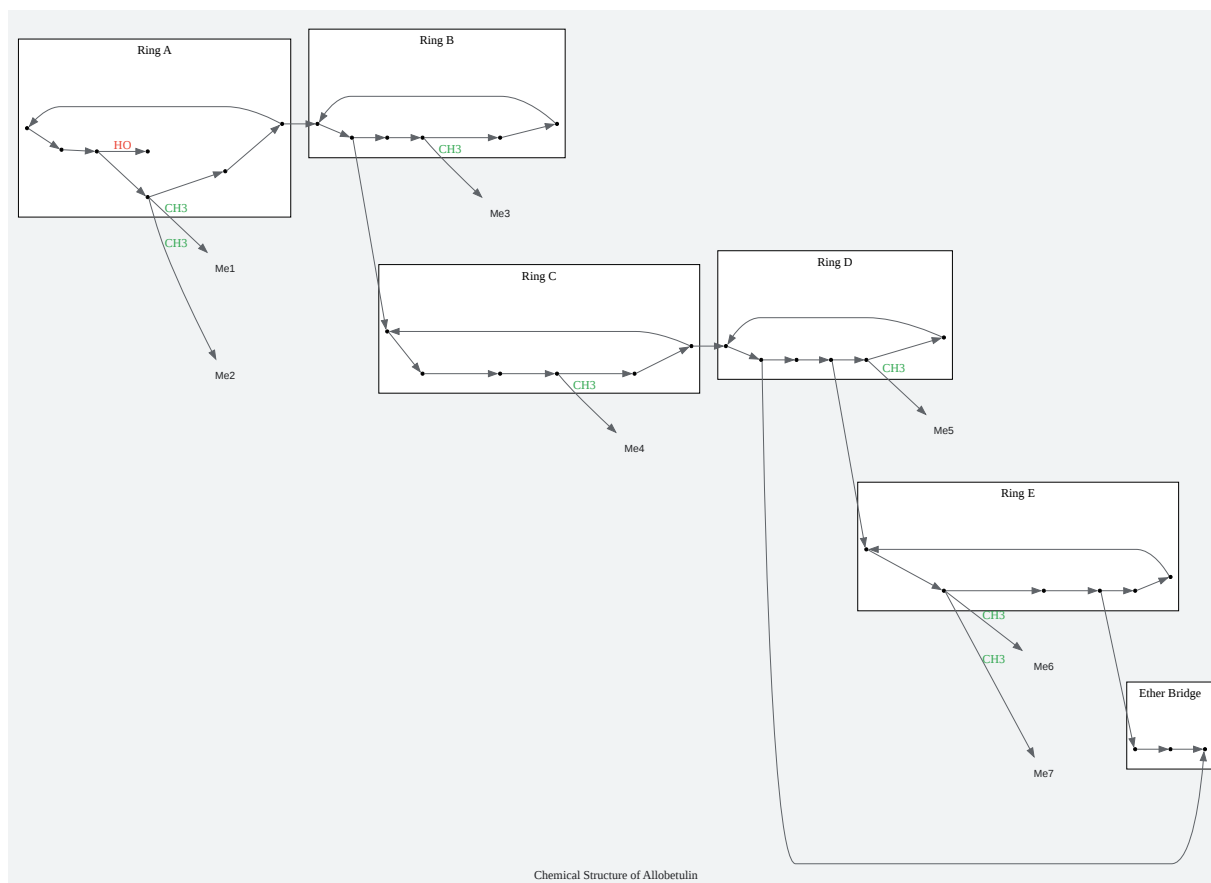 Ring A
Ring B
HO
CH3
CH3
CH3
Me3
Me1
Ring C
Ring D
Me2
CH3
CH3
Me5
Me4
Ring E
CH3
CH3
Me6
Ether Bridge
Me7
Chemical Structure of Allobetulin